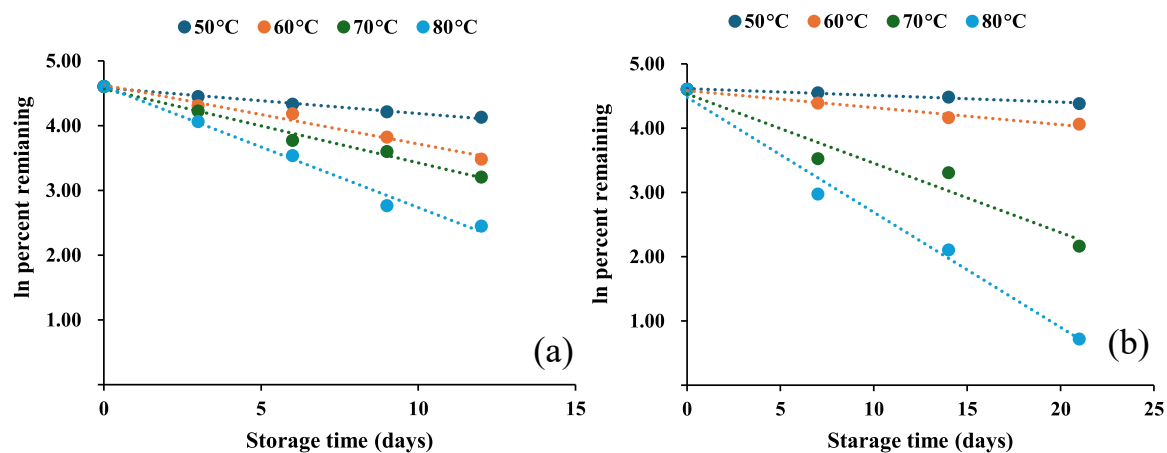 50°C 60°C 70°C 80°C
5.00
4.00
3.00
2.00
1.00
0 5 10 15
ln percent remianing
Storage time (days)
(a)
50°C 60°C 70°C 80°C
5.00
4.00
3.00
2.00
1.00
0 5 10 15 20 25
ln percent remaining
Starage time (days)
(b)